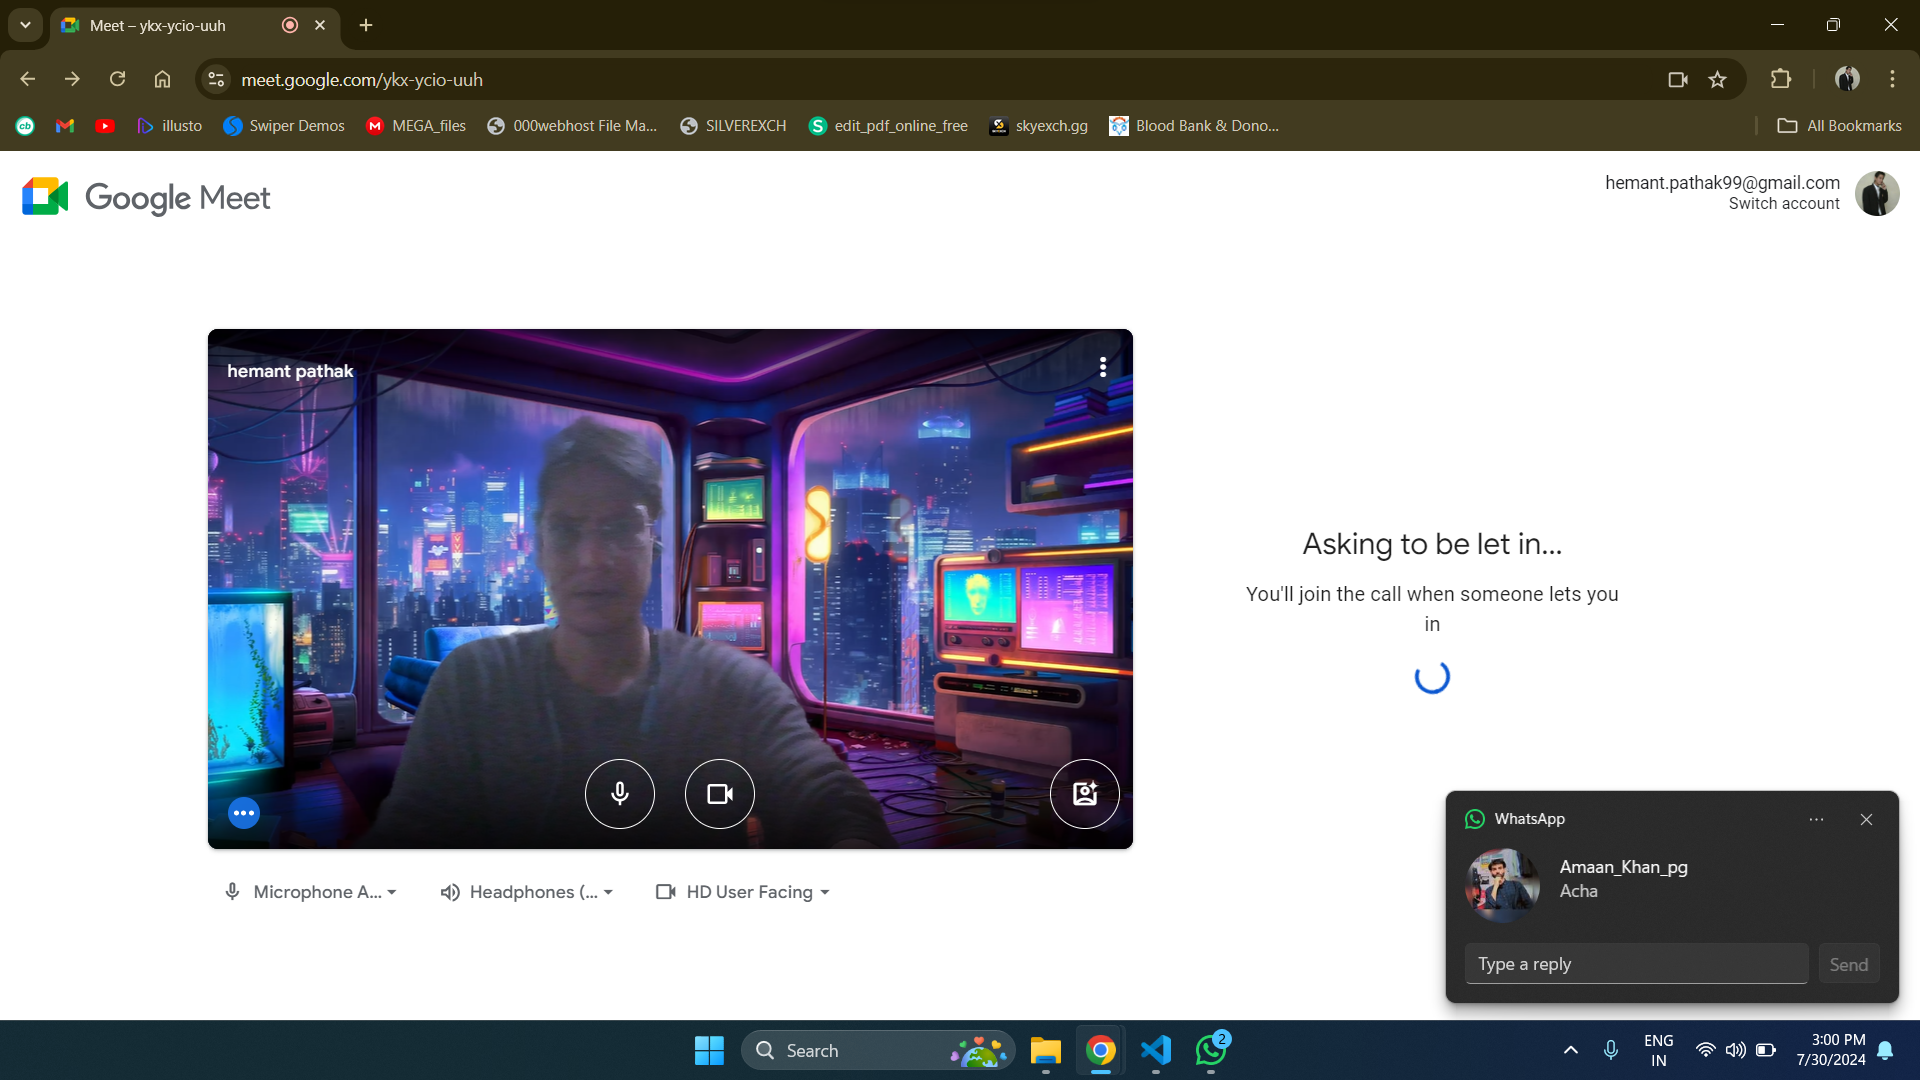 Meet – ykx-ycio-uuh
meet.google.com/ykx-ycio-uuh
illusto
Swiper Demos
MEGA_files
000webhost File Ma...
SILVEREXCH
edit_pdf_online_free
skyexch.gg
Blood Bank & Dono...
All Bookmarks
Google Meet
hemant.pathak99@gmail.com
Switch account
hemant pathak
Asking to be let in...
You'll join the call when someone lets you
in
Microphone A...
Headphones (...
HD User Facing
WhatsApp
Amaan_Khan_pg
Acha
Type a reply
Send
Search
2
ENG
IN
3:00 PM
7/30/2024